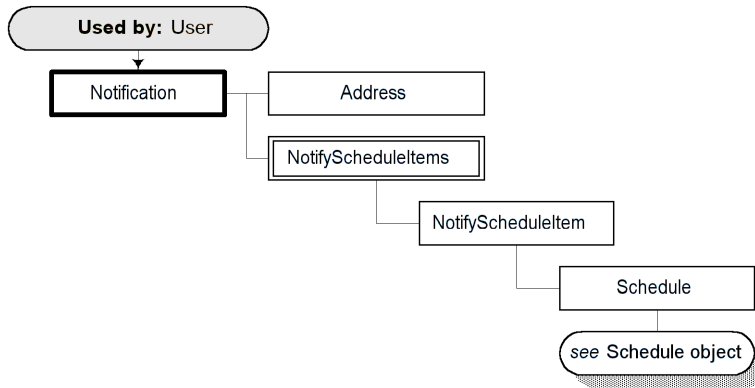 Used by: User
Notification
Address
NotifyScheduleItems
NotifyScheduleItem
Schedule
see Schedule object